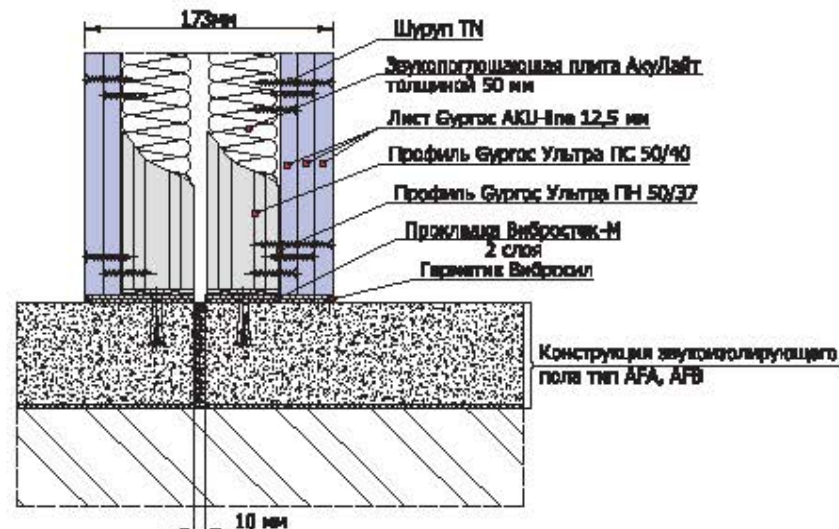 173мм
Шуруп TN
Звукопоглощающая плита АкуЛайт
толщиной 50 мм
Лист Gyproc AKU-line 12,5 мм
Профиль Gyproc Ультра ПС 50/40
Профиль Gyproc Ультра ПН 50/37
Прокладка Вибростек-М
2 слоя
Герметик Вибросил
Конструкция звукоизолирующего
пола тип AFA, AFB
10 мм